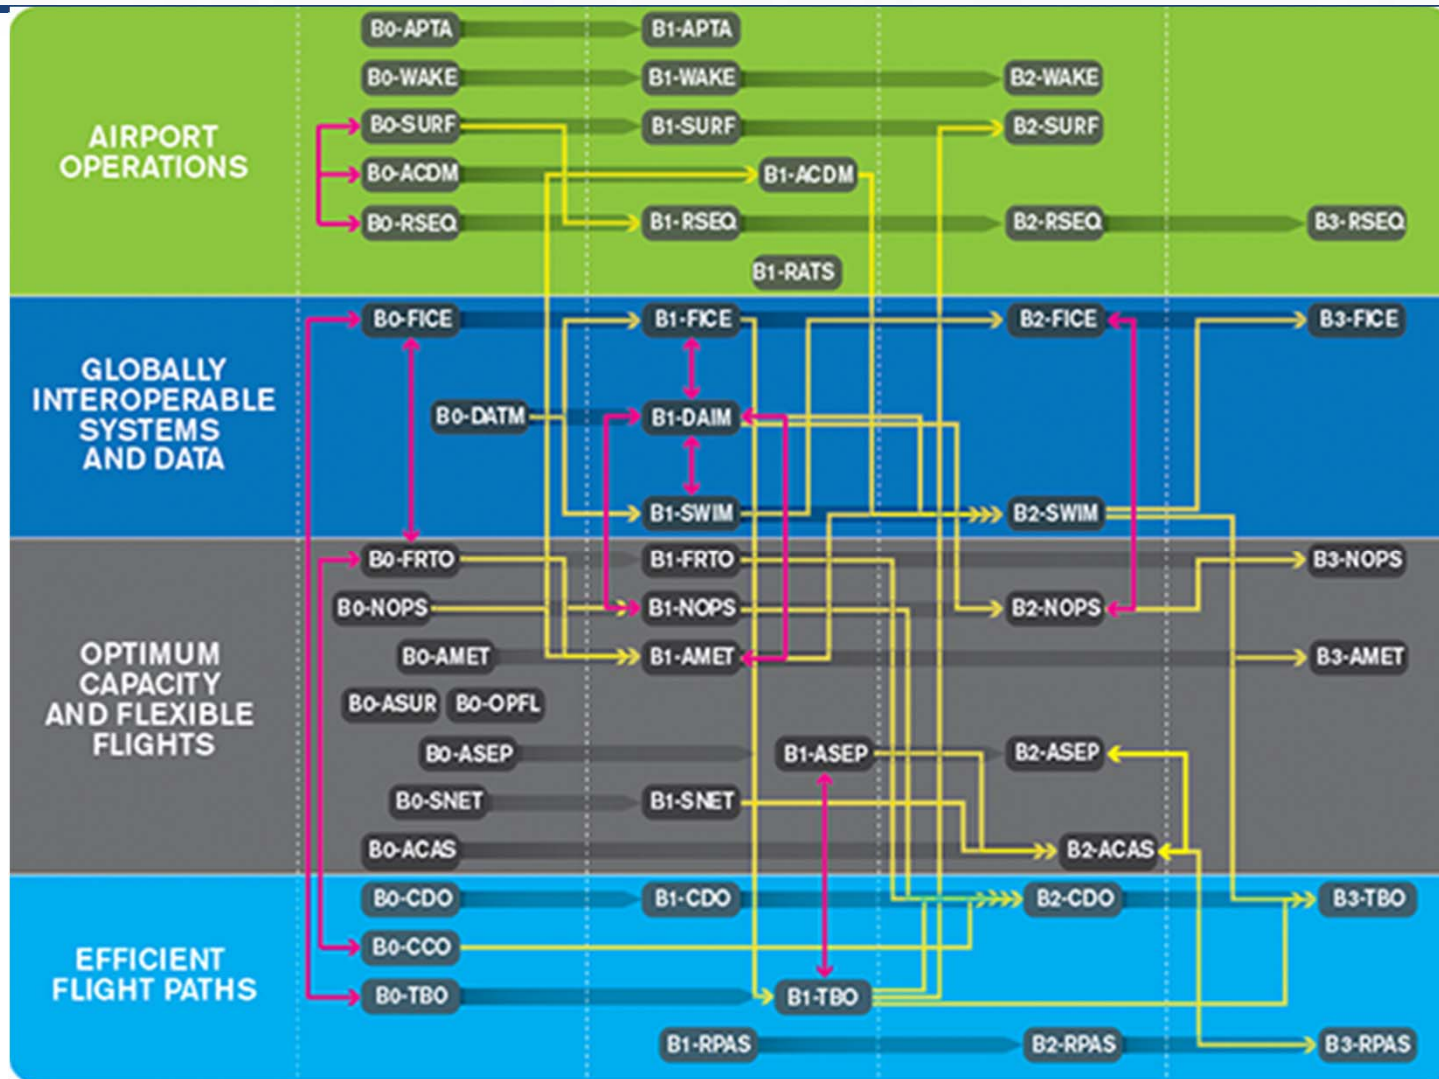 B0-APTA B1-APTA
B0-WAKE B1-WAKE B2-WAKE
B0-SURF B1-SURF B2-SURF
AIRPORT
OPERATIONS
B0-ACDM B1-ACDM
B0-RSEQ B1-RSEQ B2-RSEQ B3-RSEQ
B1-RATS
B0-FICE B1-FICE B2-FICE B3-FICE
GLOBALLY
INTEROPERABLE
SYSTEMS
AND DATA
B0-DATM B1-DAIM
B1-SWIM B2-SWIM
B0-FRTO B1-FRTO B3-NOPS
B0-NOPS B1-NOPS B2-NOPS
OPTIMUM
CAPACITY
AND FLEXIBLE
FLIGHTS
B0-AMET B1-AMET B3-AMET
B0-ASUR B0-OPFL
B0-ASEP B1-ASEP B2-ASEP
B0-SNET B1-SNET
B0-ACAS B2-ACAS
B0-CDO B1-CDO B2-CDO B3-TBO
B0-CCO
EFFICIENT
FLIGHT PATHS
B0-TBO B1-TBO
B1-RPAS B2-RPAS B3-RPAS